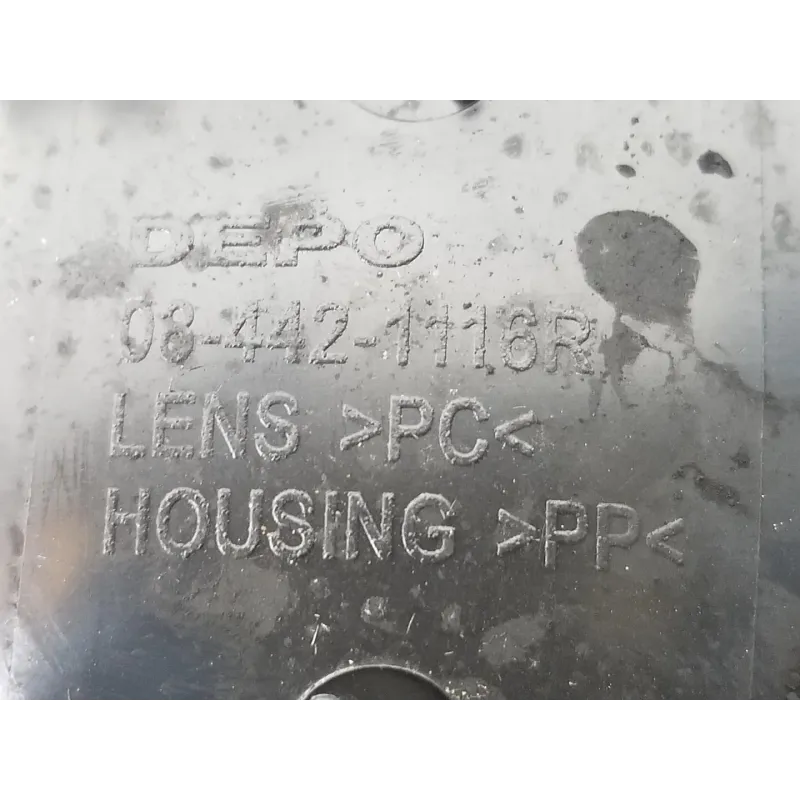 DEPO
08-442-1116R
LENS >PC<
HOUSING >PP<